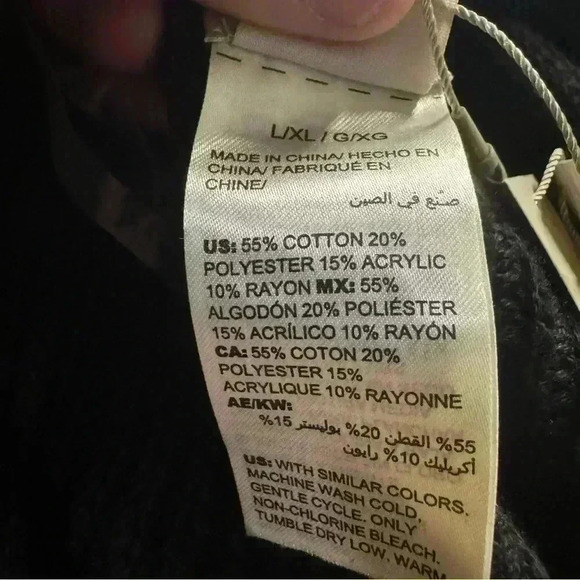 L/XL / G/XG
MADE IN CHINA/ HECHO EN
CHINA/ FABRIQUÉ EN
CHINE/
صنع في الصين
US: 55% COTTON 20%
POLYESTER 15% ACRYLIC
10% RAYON MX: 55%
ALGODÓN 20% POLIÉSTER
15% ACRÍLICO 10% RAYÓN
CA: 55% COTON 20%
POLYESTER 15%
ACRYLIQUE 10% RAYONNE
AE/KW:
55% القطن 20% بوليستر 15%
أكريليك 10% رايون
US: WITH SIMILAR COLORS.
MACHINE WASH COLD,
GENTLE CYCLE. ONLY
NON-CHLORINE BLEACH.
TUMBLE DRY LOW. WARM